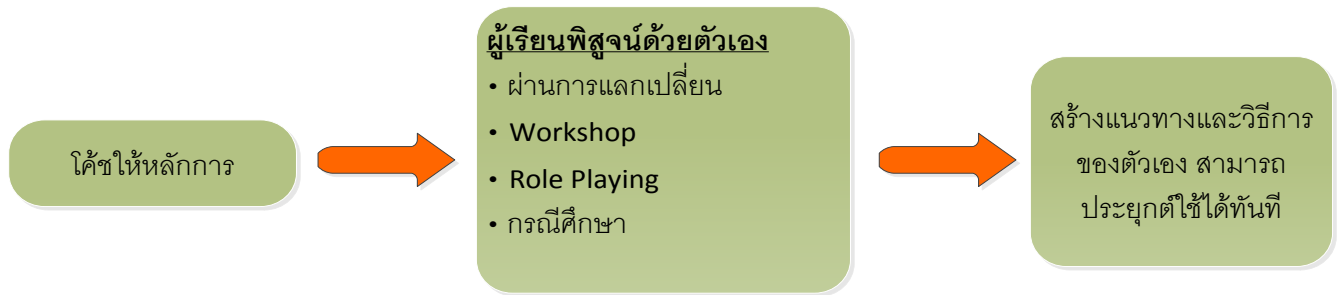 โค้ชให้หลักการ
ผู้เรียนพิสูจน์ด้วยตัวเอง
• ผ่านการแลกเปลี่ยน
• Workshop
• Role Playing
• กรณีศึกษา
สร้างแนวทางและวิธีการ
ของตัวเอง สามารถ
ประยุกต์ใช้ได้ทันที